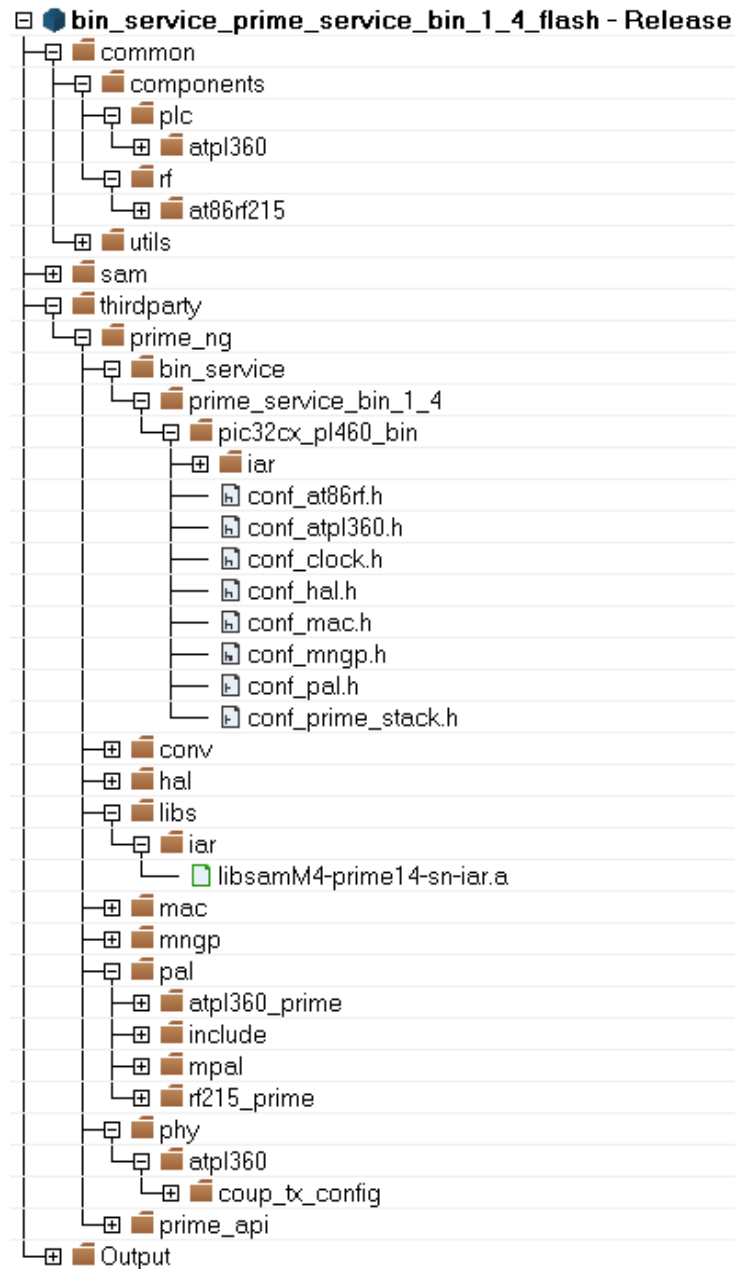 bin_service_prime_service_bin_1_4_flash - Release
common
components
plc
atpl360
rf
at86rf215
utils
sam
thirdparty
prime_ng
bin_service
prime_service_bin_1_4
pic32cx_pl460_bin
iar
conf_at86rf.h
conf_atpl360.h
conf_clock.h
conf_hal.h
conf_mac.h
conf_mngp.h
conf_pal.h
conf_prime_stack.h
conv
hal
libs
iar
libsamM4-prime14-sn-iar.a
mac
mngp
pal
atpl360_prime
include
mpal
rf215_prime
phy
atpl360
coup_tx_config
prime_api
Output